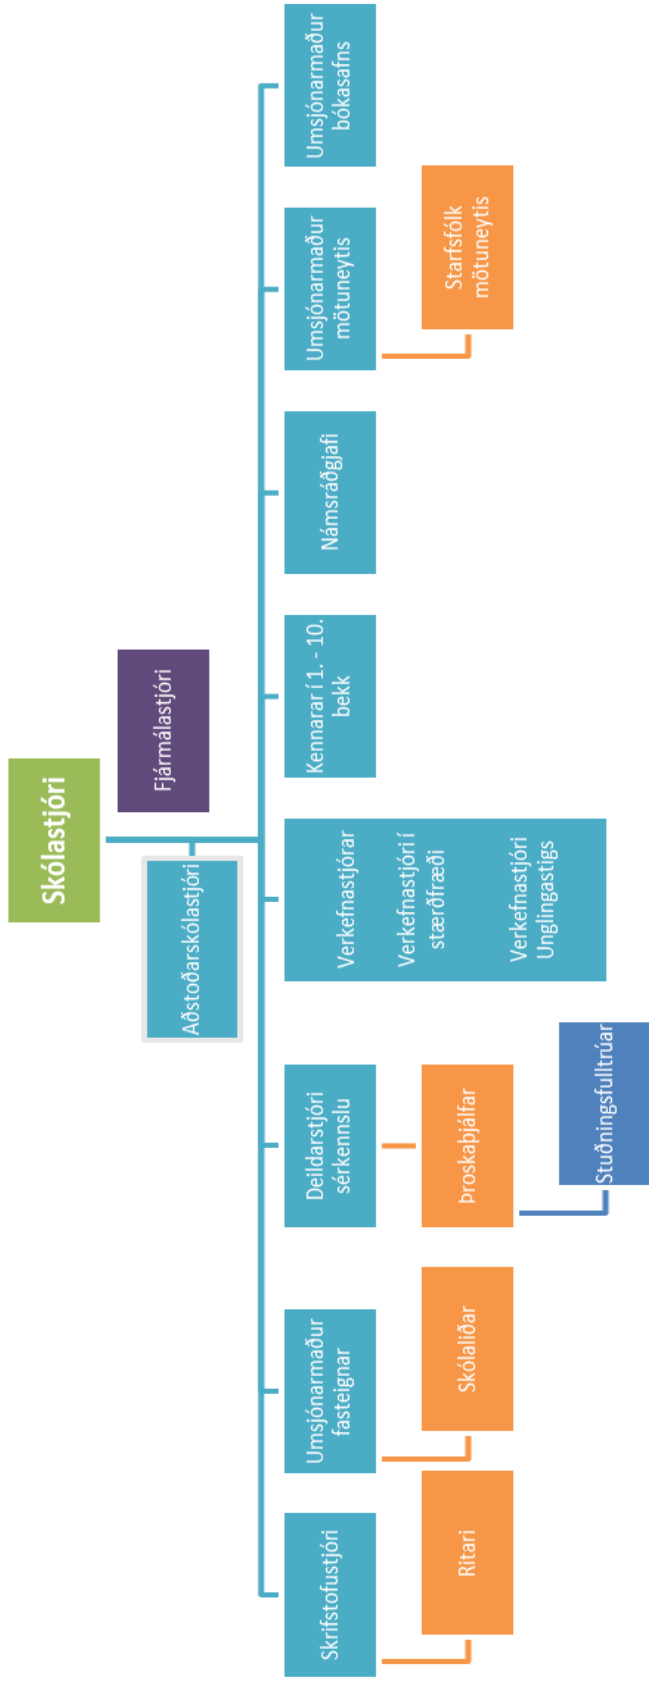 Skólastjóri
Aðstoðarskólastjóri
Fjármálastjóri
Skrifstofustjóri
Umsjónarmaður
fasteignar
Deildarstjóri
sérkennslu
Verkefnastjórar
Verkefnastjóri í
stærðfræði
Verkefnastjóri
Unglingastigs
Kennarar í 1. - 10.
bekk
Námsráðgjafi
Umsjónarmaður
mötuneytis
Umsjónarmaður
bókasafns
Ritari
Skólaliðar
Þroskaþjálfar
Starfsfólk
mötuneytis
Stuðningsfulltrúar